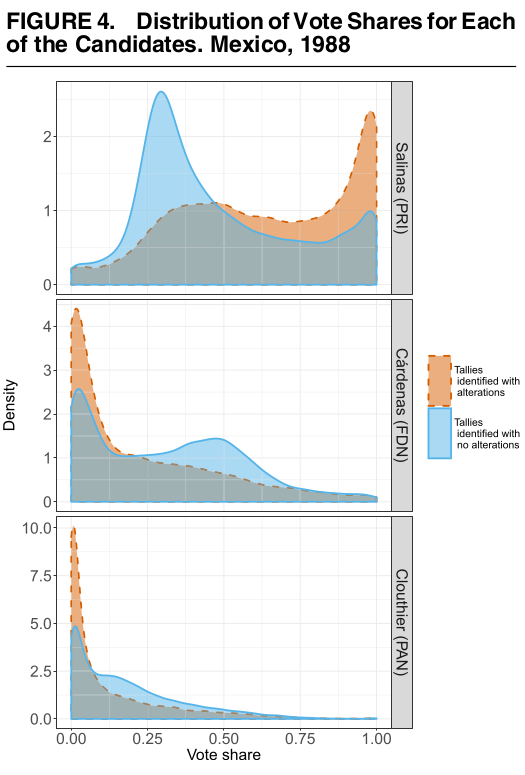 FIGURE 4. Distribution of Vote Shares for Each
of the Candidates. Mexico, 1988
2
1
0
Salinas (PRI)
4
3
2
1
0
Cárdenas (FDN)
Density
Tallies
identified with
alterations
Tallies
identified with
no alterations
10.0
7.5
5.0
2.5
0.0
Clouthier (PAN)
0.00 0.25 0.50 0.75 1.00
Vote share